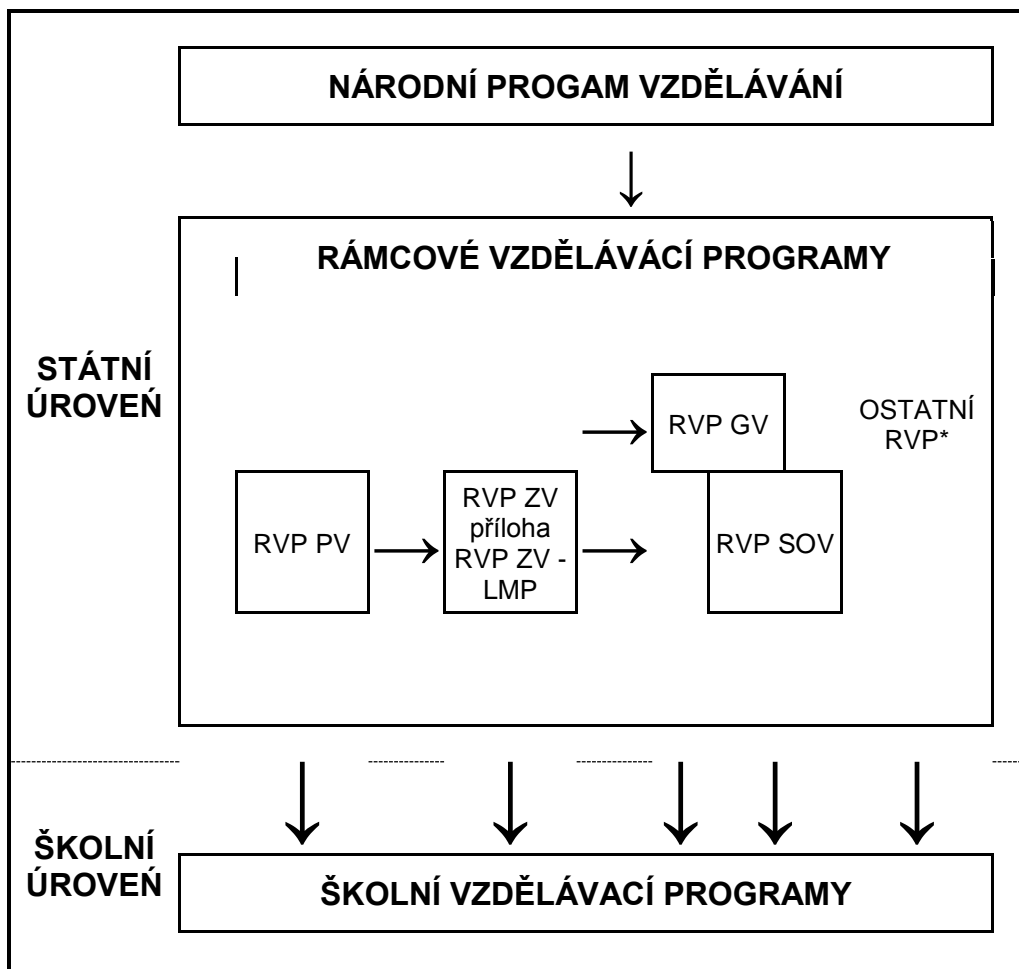 NÁRODNÍ PROGAM VZDĚLÁVÁNÍ
RÁMCOVÉ VZDĚLÁVÁCÍ PROGRAMY
STÁTNÍ
ÚROVEŇ
RVP GV
OSTATNÍ
RVP*
RVP PV
RVP ZV
příloha
RVP ZV -
LMP
RVP SOV
ŠKOLNÍ
ÚROVEŇ
ŠKOLNÍ VZDĚLÁVACÍ PROGRAMY